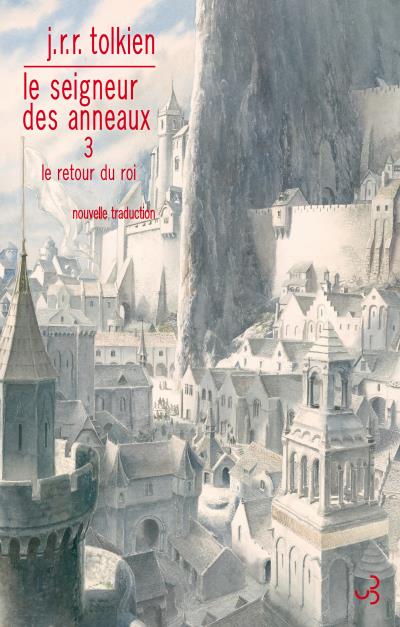 j.r.r. tolkien
le seigneur
des anneaux
3
le retour du roi
nouvelle traduction